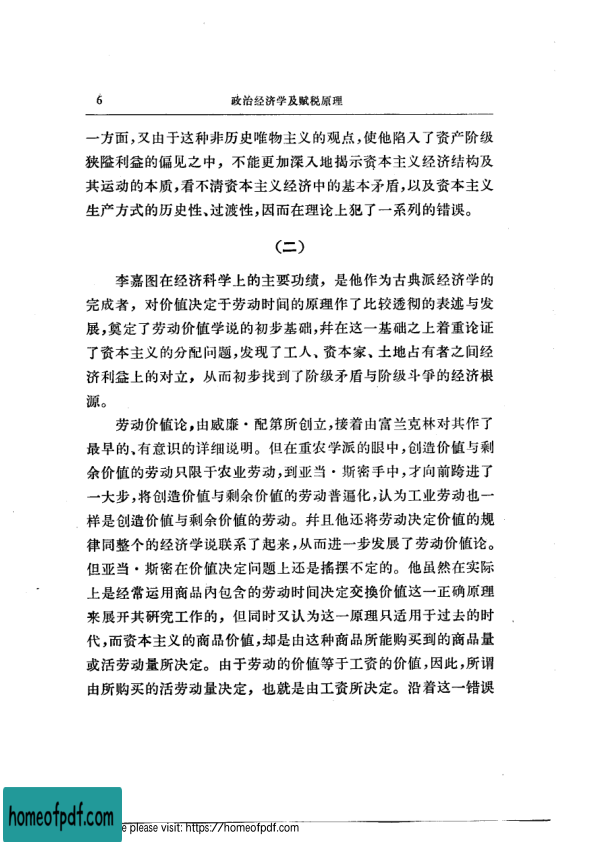 6
政治经济学及赋税原理
一方面,又由于这种非历史唯物主义的观点,使他陷入了资产阶级
狭隘利益的偏见之中，不能更加深入地揭示资本主义经济结构及
其运动的本质,看不清资本主义经济中的基本矛盾,以及资本主义
生产方式的历史性、过渡性,因而在理论上犯了一系列的错误。
(二)
李嘉图在经济科学上的主要功绩，是他作为古典派经济学的
完成者，对价值决定于劳动时间的原理作了比较透彻的表述与发
展,奠定了劳动价值学说的初步基础,并在这一基础之上着重论证
了资本主义的分配问题,发现了工人、资本家、土地占有者之间经
济利益上的对立，从而初步找到了阶级矛盾与阶级斗爭的经济根
源。
劳动价值论,由威廉·配第所创立,接着由富兰克林对其作了
最早的、有意识的详细说明。但在重农学派的眼中,创造价值与剩
余价值的劳动只限于农业劳动,到亚当·斯密手中,才向前跨进了
一大步,将创造价值与剩余价值的劳动普遍化,认为工业劳动也一
样是创造价值与剩余价值的劳动。并且他还将劳动决定价值的规
律同整个的经济学说联系了起来,从而进一步发展了劳动价值论。
但亚当·斯密在价值决定问题上还是搖摆不定的。他虽然在实际
上是经常运用商品內包含的劳动时间决定交換价值这一正确原理
来展开其研究工作的，但同时又认为这一原理只适用于过去的时
代,而资本主义的商品价值,却是由这种商品所能购买到的商品量
或活劳动量所决定。由于劳动的价值等于工资的价值,因此,所谓
由所购买的活劳动量决定，也就是由工资所决定。沿着这一错误
homeofpdf.com
e please visit: https://homeofpdf.com